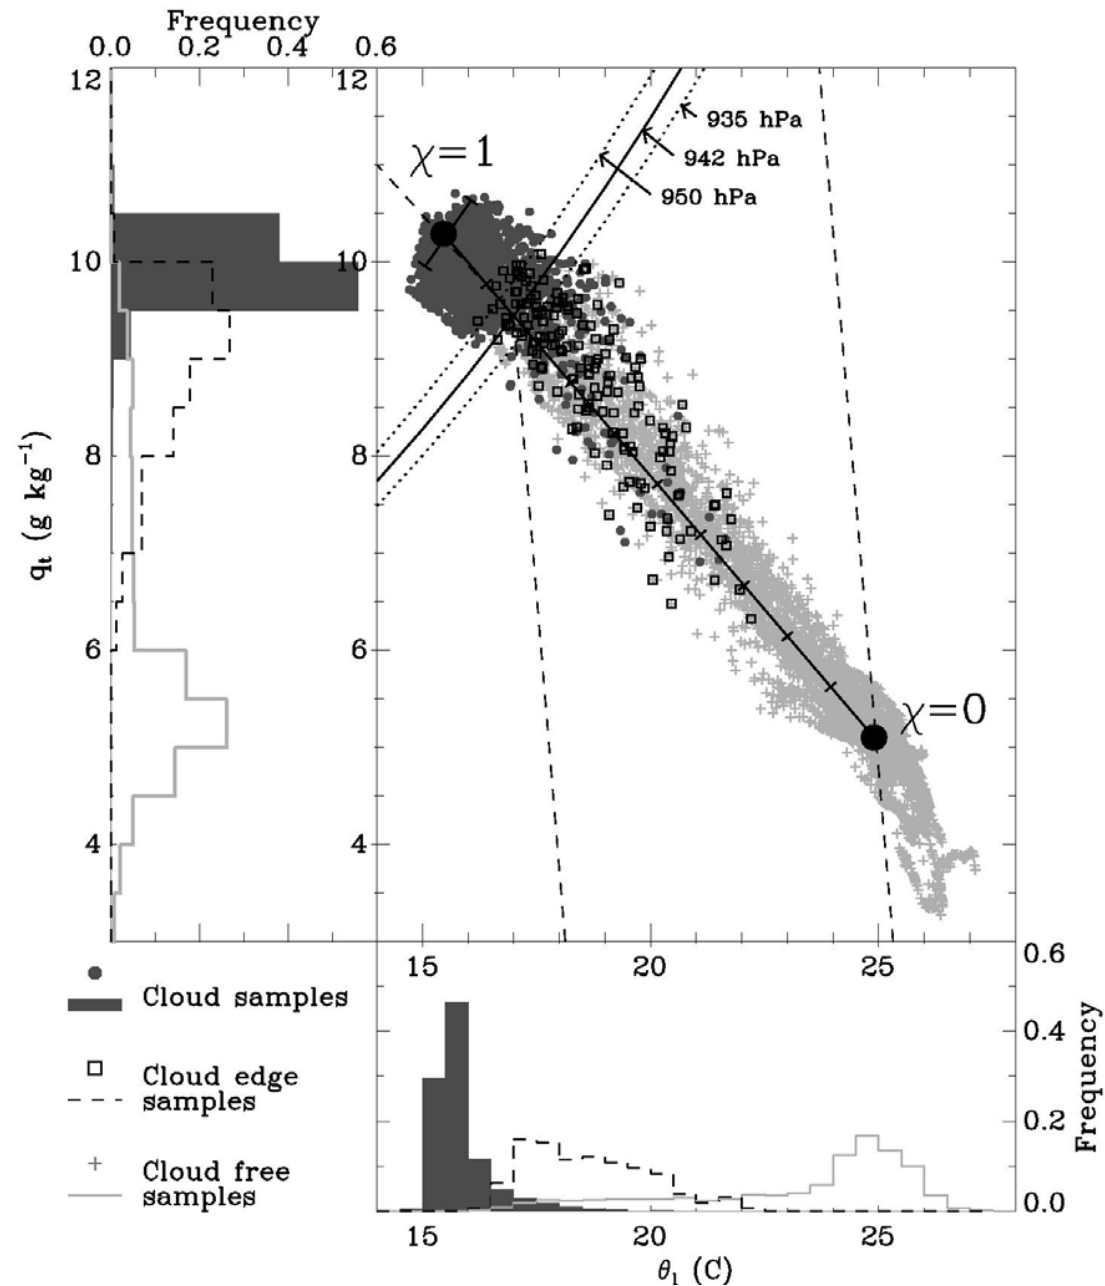 Frequency
0.0 0.2 0.4 0.6
12 12
10 10
8 8
6 6
4 4
q_t (g kg⁻¹)
χ=1
935 hPa
942 hPa
950 hPa
χ=0
15 20 25
Cloud samples
Cloud edge
samples
Cloud free
samples
0.6
0.4
0.2
0.0
Frequency
15 20 25
θ_l (C)